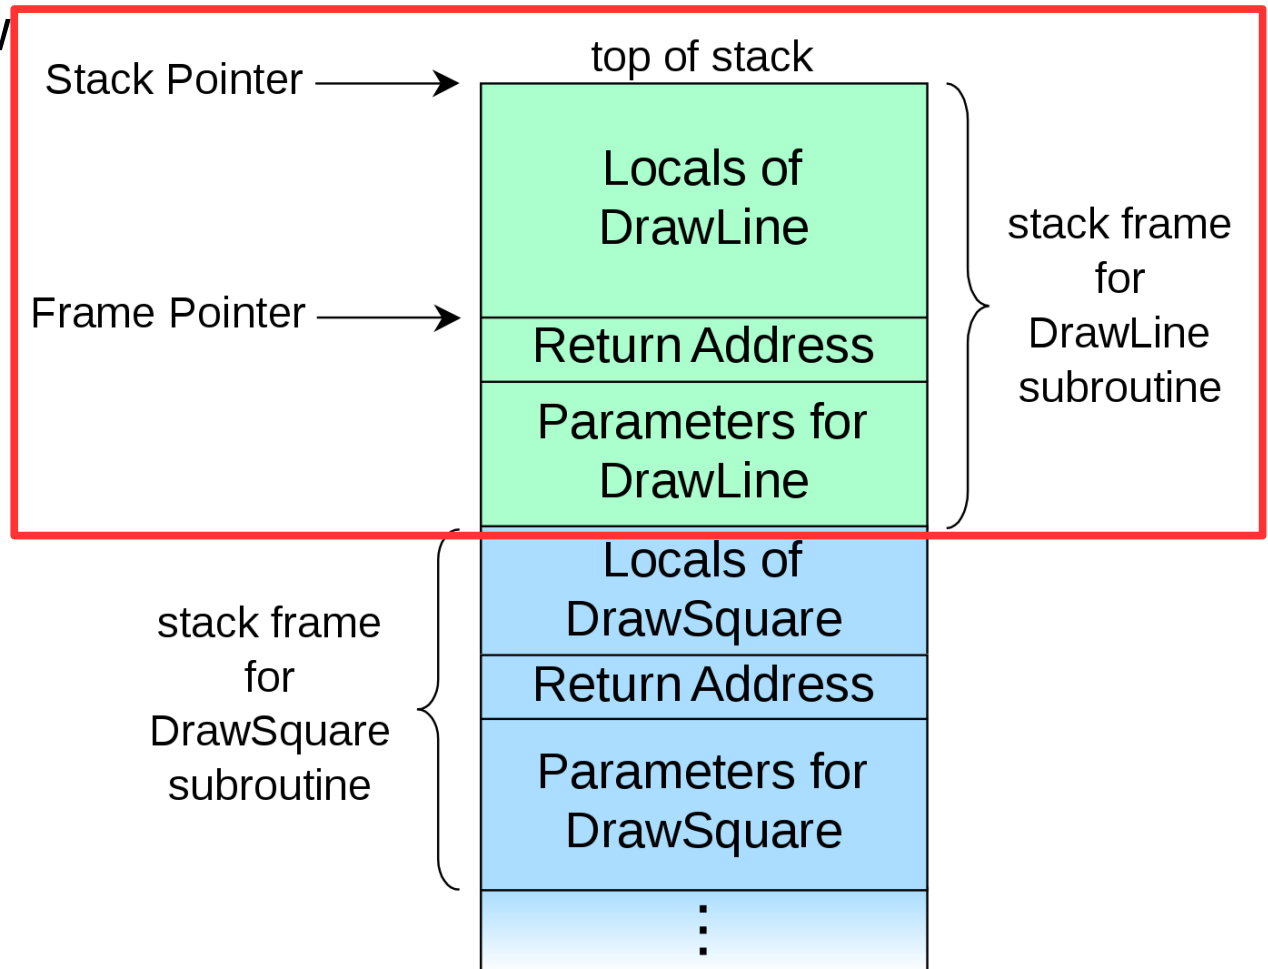 top of stack
Stack Pointer
Locals of
DrawLine
stack frame
for
DrawLine
subroutine
Frame Pointer
Return Address
Parameters for
DrawLine
Locals of
DrawSquare
stack frame
for
DrawSquare
subroutine
Return Address
Parameters for
DrawSquare
⋮